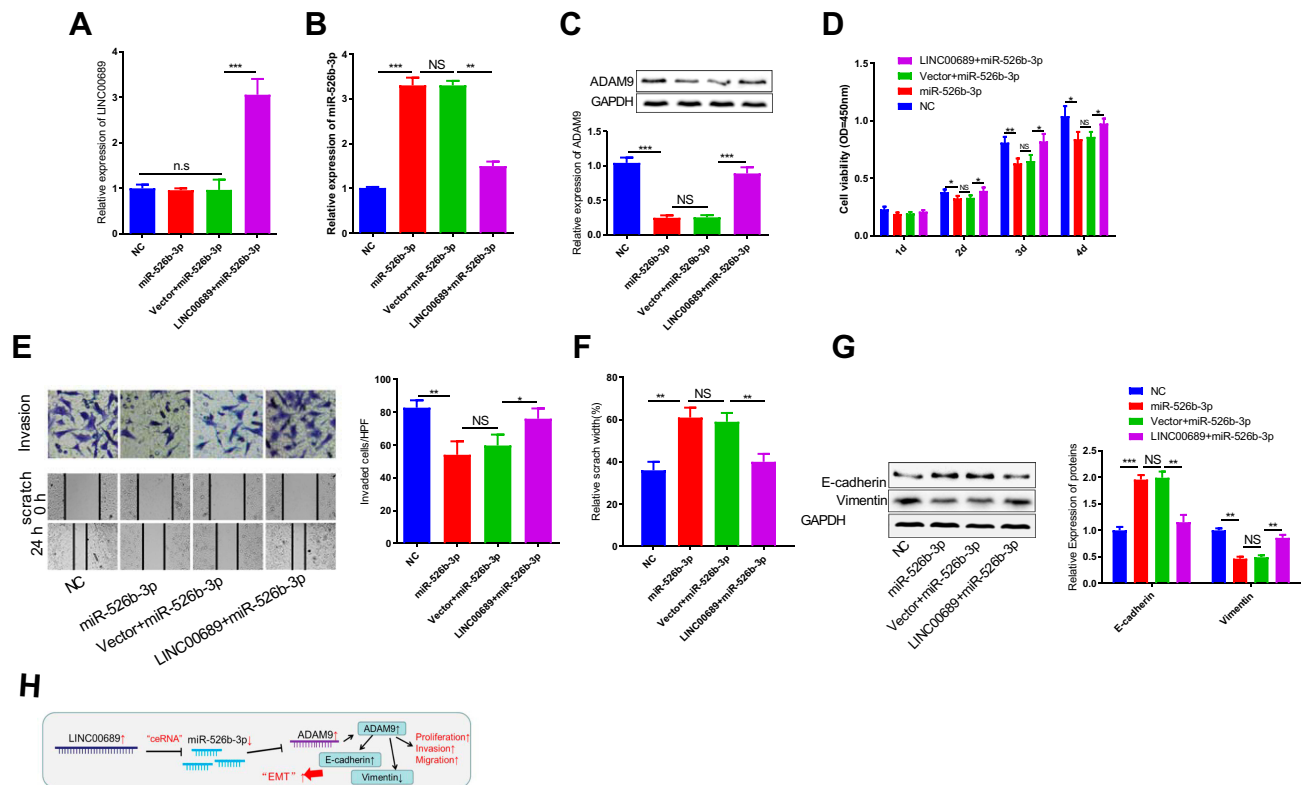 A
Relative expression of LINC00689
4
3
2
1
0
n.s
***
NC
miR-526b-3p
Vector+miR-526b-3p
LINC00689+miR-526b-3p
B
Relative expression of miR-526b-3p
4
3
2
1
0
***
NS
**
NC
miR-526b-3p
Vector+miR-526b-3p
LINC00689+miR-526b-3p
C
ADAM9
GAPDH
Relative expression of ADAM9
1.5
1.0
0.5
0.0
***
NS
***
NC
miR-526b-3p
Vector+miR-526b-3p
LINC00689+miR-526b-3p
D
LINC00689+miR-526b-3p
Vector+miR-526b-3p
miR-526b-3p
NC
Cell viability (OD=450nm)
1.5
1.0
0.5
0.0
*
NS
*
**
NS
*
*
NS
*
1d
2d
3d
4d
E
Invasion
scratch
0 h
24 h
NC
miR-526b-3p
Vector+miR-526b-3p
LINC00689+miR-526b-3p
Invaded cells/HPF
100
80
60
40
20
0
**
NS
*
NC
miR-526b-3p
Vector+miR-526b-3p
LINC00689+miR-526b-3p
F
Relative scrach width(%)
80
60
40
20
0
**
NS
**
NC
miR-526b-3p
Vector+miR-526b-3p
LINC00689+miR-526b-3p
G
E-cadherin
Vimentin
GAPDH
NC
miR-526b-3p
Vector+miR-526b-3p
LINC00689+miR-526b-3p
NC
miR-526b-3p
Vector+miR-526b-3p
LINC00689+miR-526b-3p
Relative Expression of proteins
2.5
2.0
1.5
1.0
0.5
0.0
***
NS
**
**
NS
**
E-cadherin
Vimentin
H
LINC00689↑
"ceRNA"
miR-526b-3p↓
ADAM9↑
ADAM9↑
Proliferation↑
Invasion↑
Migration↑
E-cadherin↑
"EMT" ↑
Vimentin↓